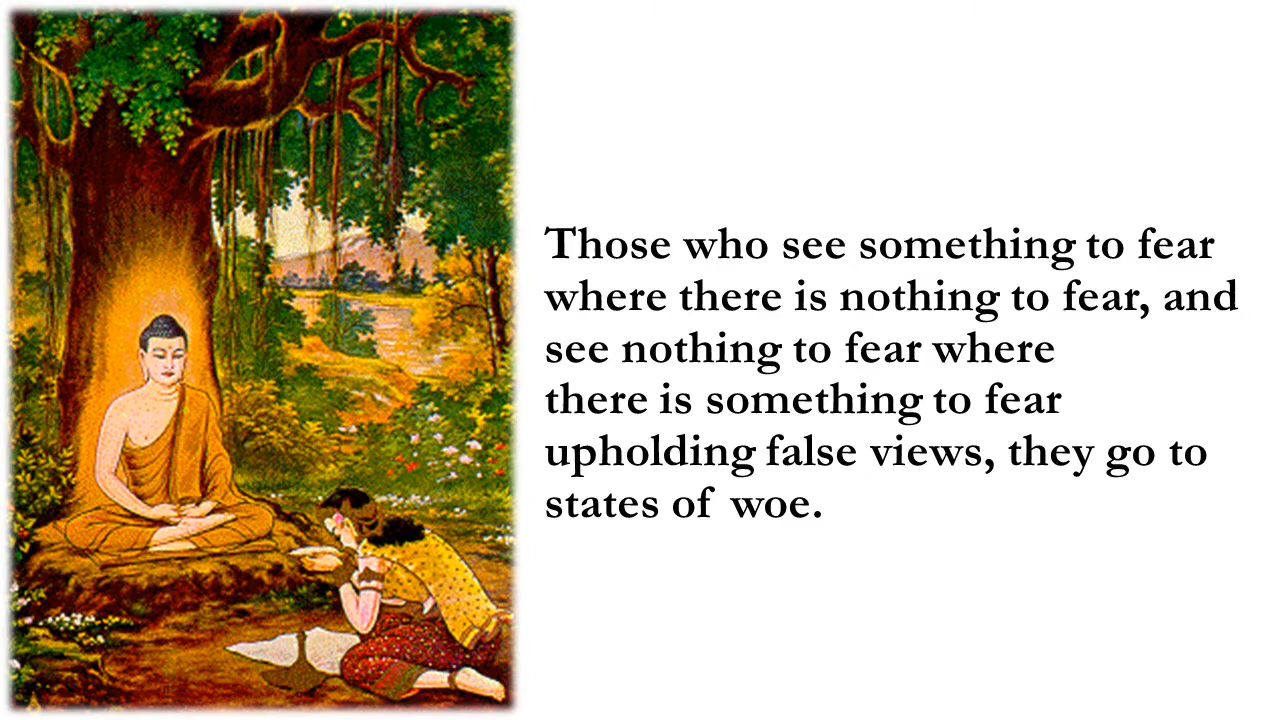 Those who see something to fear
where there is nothing to fear, and
see nothing to fear where
there is something to fear
upholding false views, they go to
states of woe.